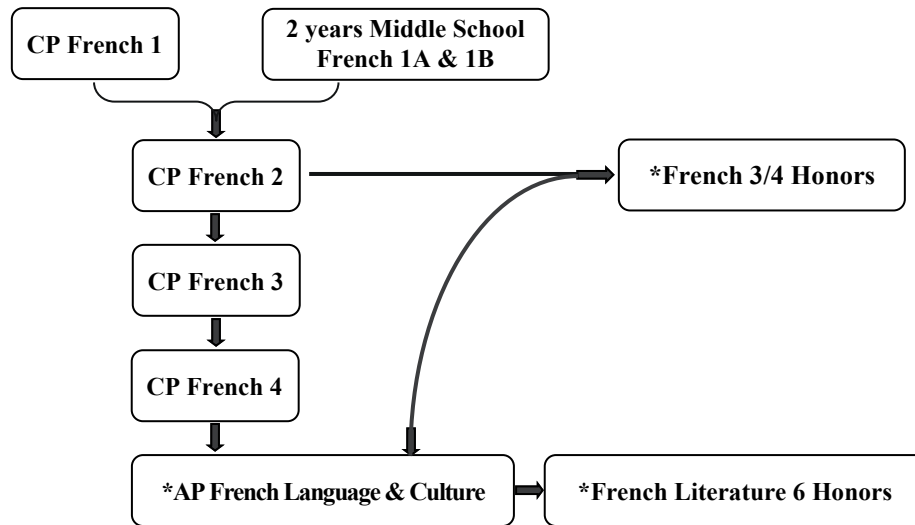 CP French 1
2 years Middle School
French 1A & 1B
CP French 2
*French 3/4 Honors
CP French 3
CP French 4
*AP French Language & Culture
*French Literature 6 Honors